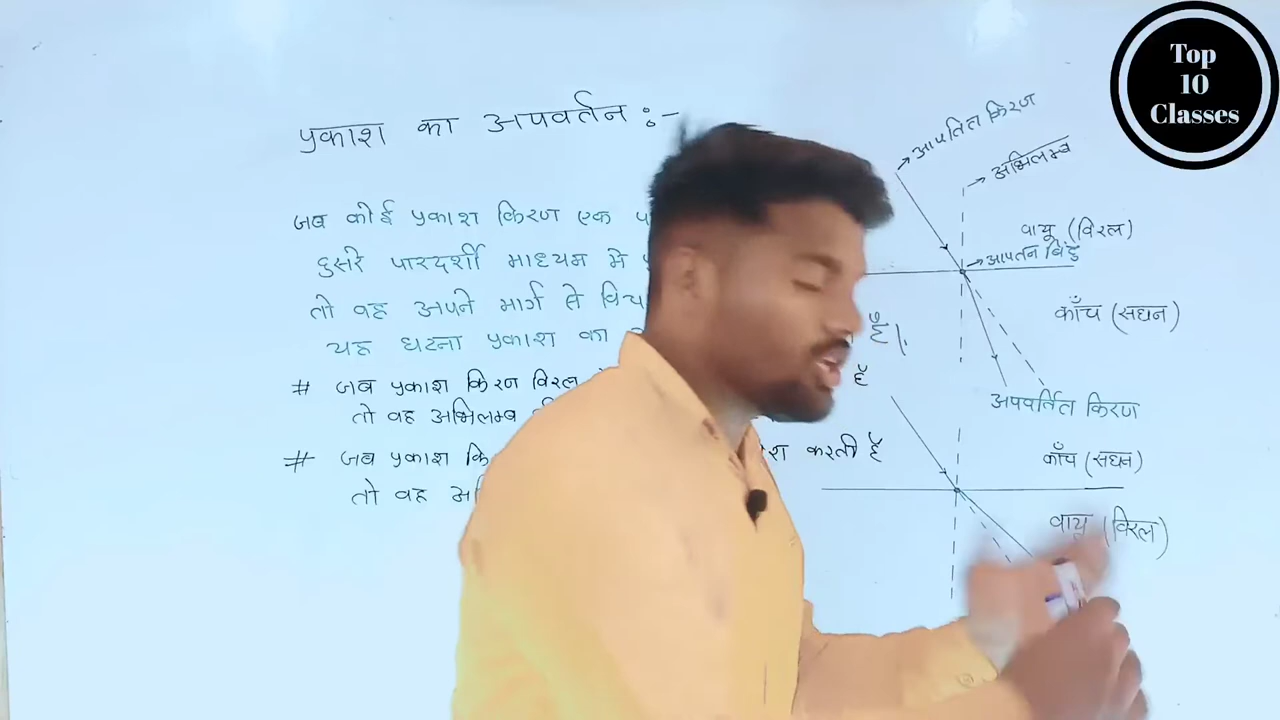 प्रकाश का अपवर्तन :-
जब कोई प्रकाश किरण एक
दुसरे पारदर्शी माध्यम मे
तो वह अपने मार्ग से
यह घटना प्रकाश का
हैं।
# जब प्रकाश किरन विरल
हैं
तो वह अभिलम्ब की
# जब प्रकाश
करती हैं
तो वह
आपतित किरण
अभिलम्ब
वायू (विरल)
आपतन बिंदु
काँच (सघन)
अपवर्तित किरण
काँच (सघन)
वायू (विरल)
Top
10
Classes